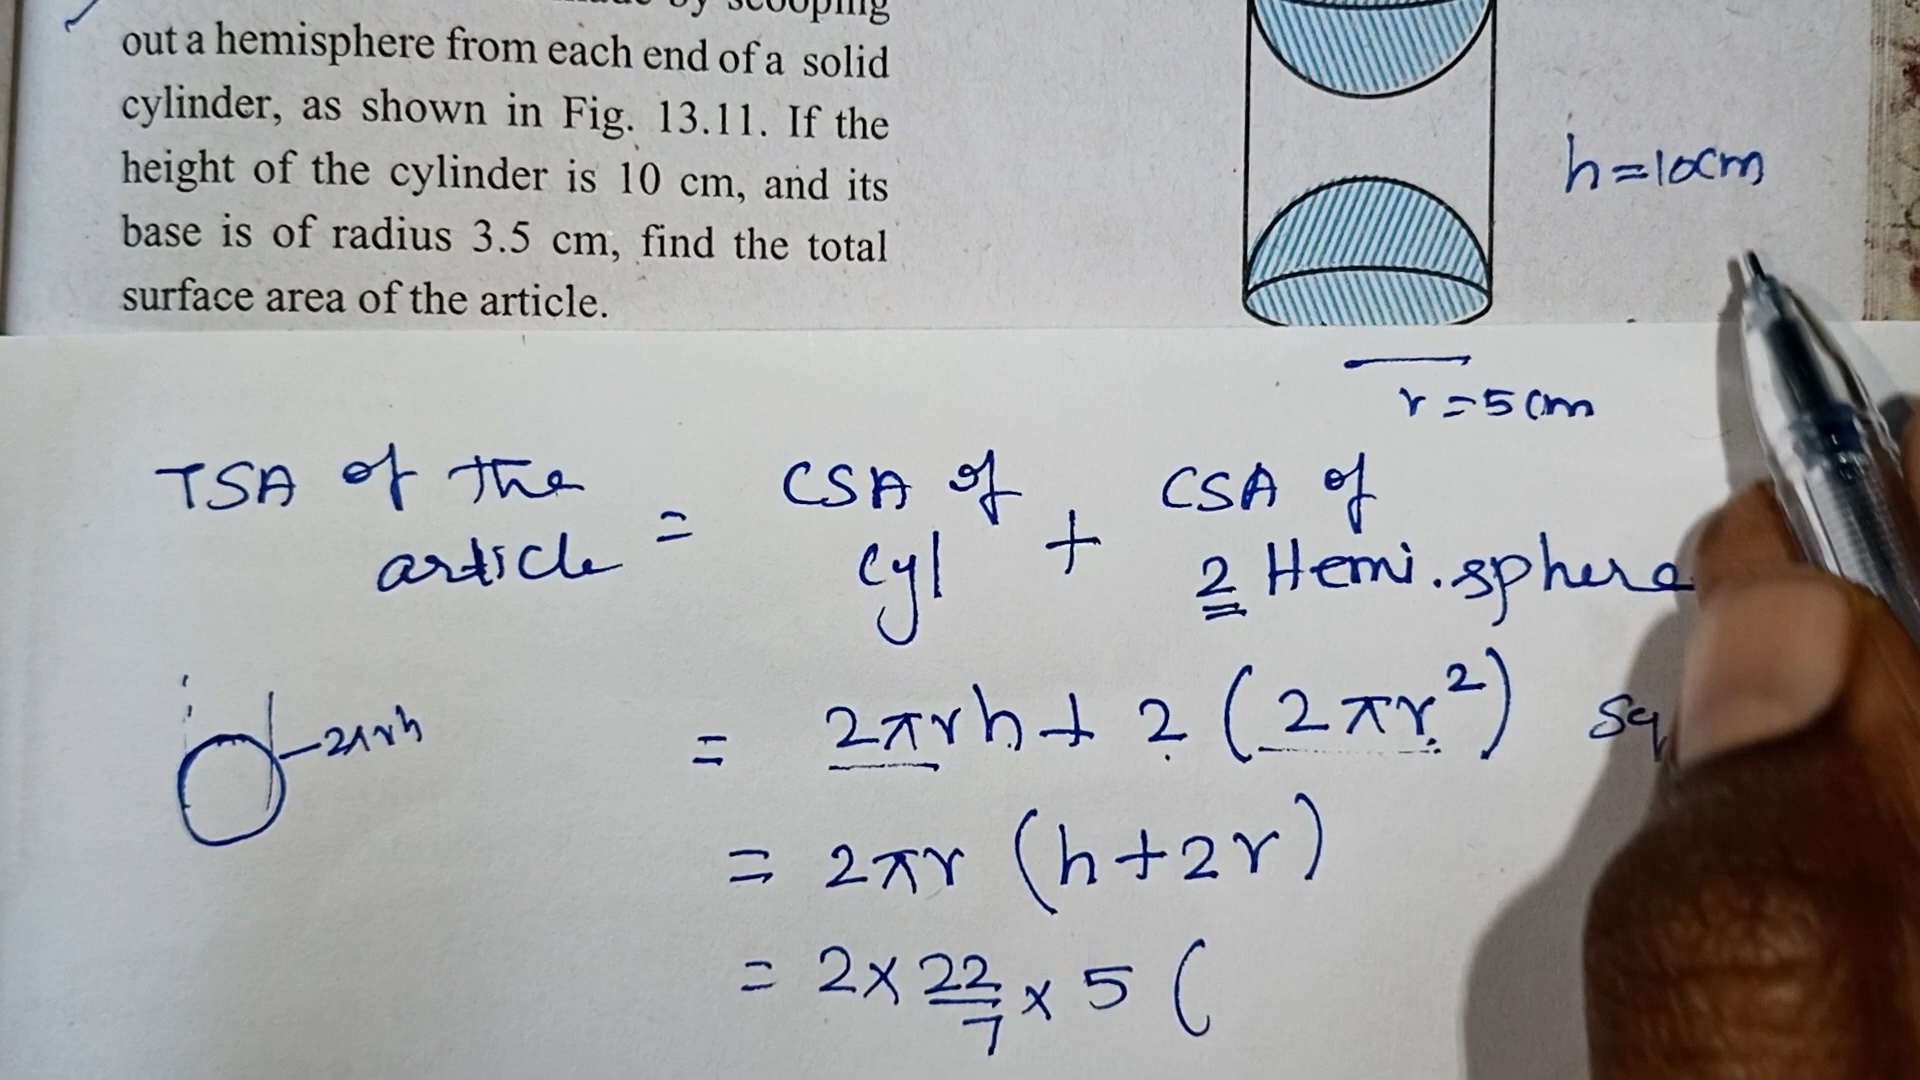 by scooping
out a hemisphere from each end of a solid
cylinder, as shown in Fig. 13.11. If the
height of the cylinder is 10 cm, and its
base is of radius 3.5 cm, find the total
surface area of the article.
h=10cm
r=5cm
TSA of the article = CSA of cyl + CSA of 2 Hemi.sphere
2πrh
= 2πrh + 2 (2πr²) Sq
= 2πr (h+2r)
= 2 × 22/7 × 5 (